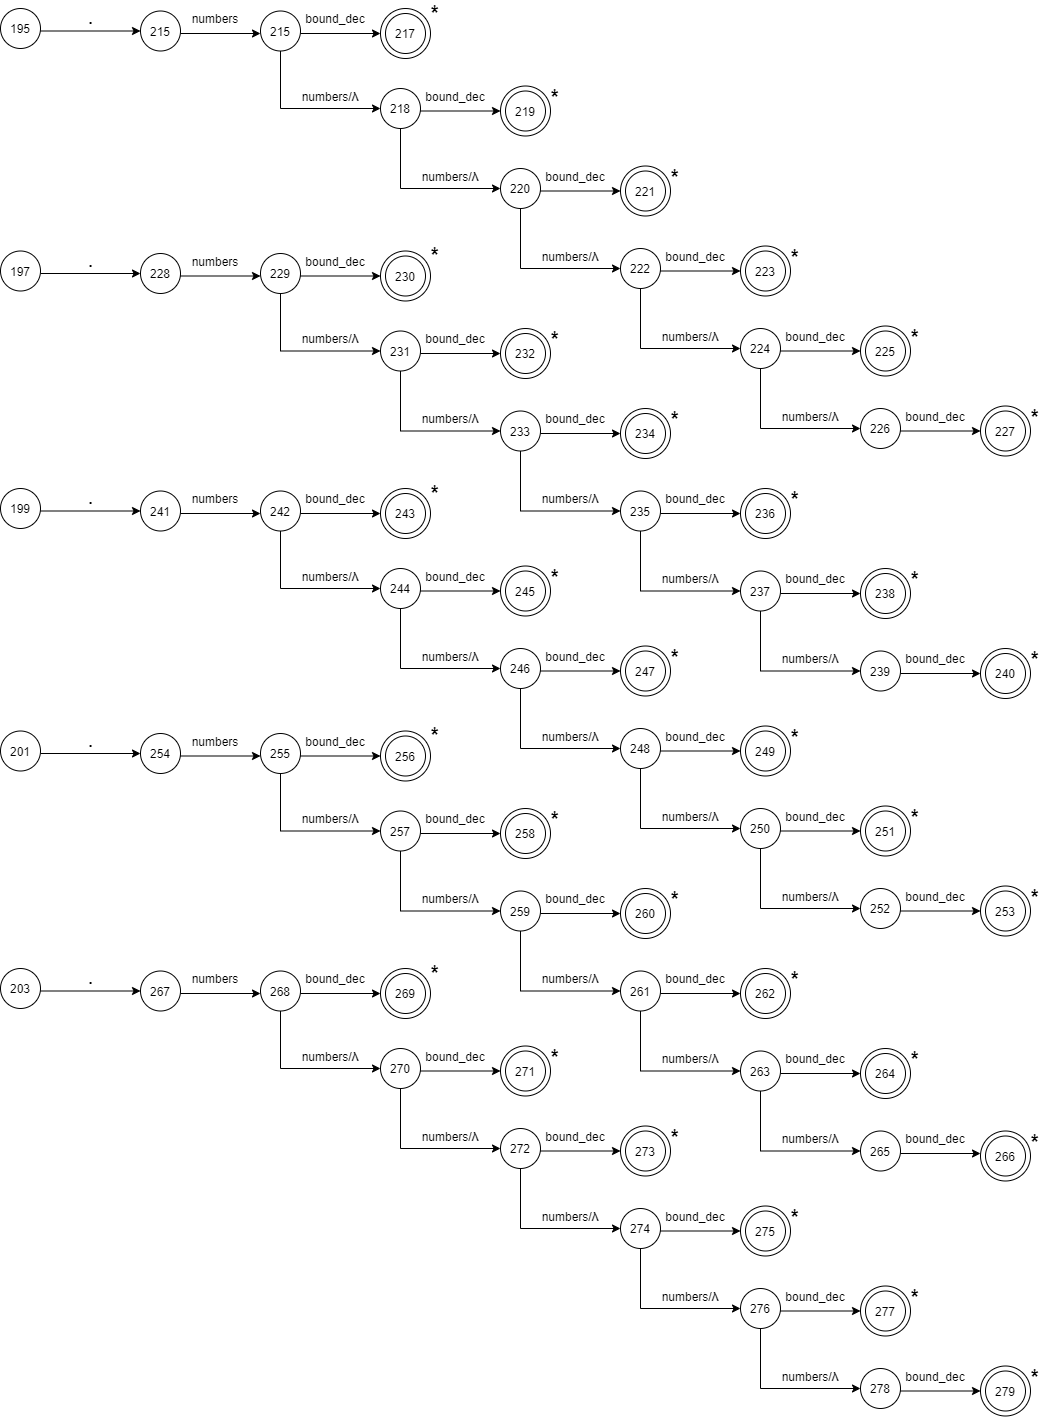 195 . 215 numbers 215 bound_dec 217 *
numbers/λ 218 bound_dec 219 *
numbers/λ 220 bound_dec 221 *
197 . 228 numbers 229 bound_dec 230 * numbers/λ 222 bound_dec 223 *
numbers/λ 231 bound_dec 232 * numbers/λ 224 bound_dec 225 *
numbers/λ 233 bound_dec 234 * numbers/λ 226 bound_dec 227 *
199 . 241 numbers 242 bound_dec 243 * numbers/λ 235 bound_dec 236 *
numbers/λ 244 bound_dec 245 * numbers/λ 237 bound_dec 238 *
numbers/λ 246 bound_dec 247 * numbers/λ 239 bound_dec 240 *
201 . 254 numbers 255 bound_dec 256 * numbers/λ 248 bound_dec 249 *
numbers/λ 257 bound_dec 258 * numbers/λ 250 bound_dec 251 *
numbers/λ 259 bound_dec 260 * numbers/λ 252 bound_dec 253 *
203 . 267 numbers 268 bound_dec 269 * numbers/λ 261 bound_dec 262 *
numbers/λ 270 bound_dec 271 * numbers/λ 263 bound_dec 264 *
numbers/λ 272 bound_dec 273 * numbers/λ 265 bound_dec 266 *
numbers/λ 274 bound_dec 275 *
numbers/λ 276 bound_dec 277 *
numbers/λ 278 bound_dec 279 *